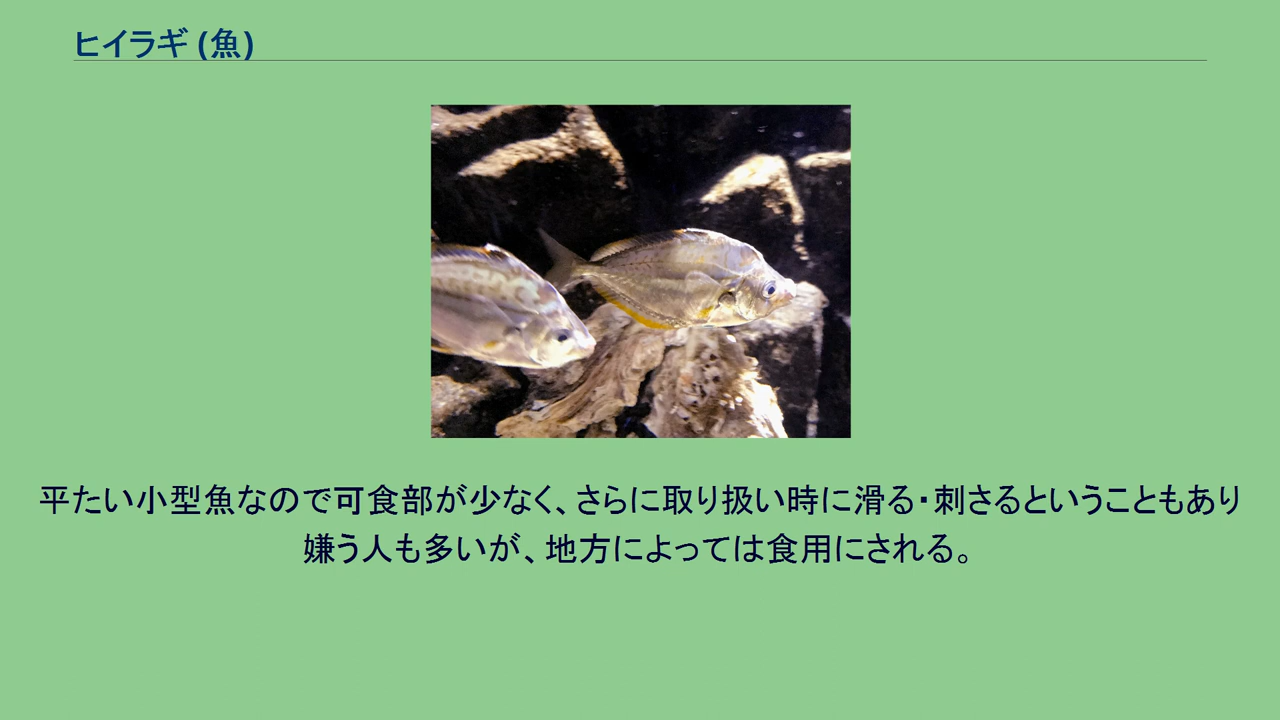 ヒイラギ (魚)
平たい小型魚なので可食部が少なく、さらに取り扱い時に滑る・刺さるということもあり
嫌う人も多いが、地方によっては食用にされる。